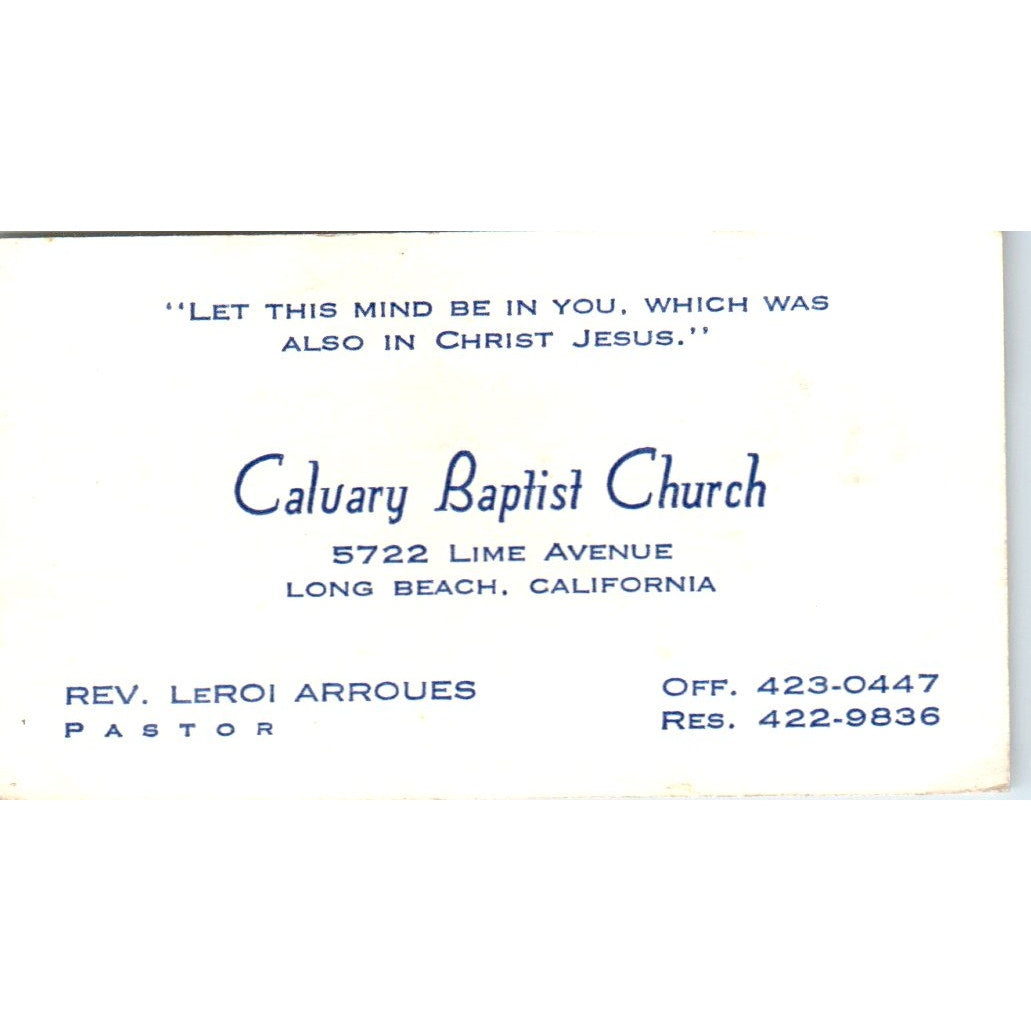 “LET THIS MIND BE IN YOU, WHICH WAS
ALSO IN CHRIST JESUS.”
Calvary Baptist Church
5722 LIME AVENUE
LONG BEACH, CALIFORNIA
REV. LEROI ARROUES
PASTOR
OFF. 423-0447
RES. 422-9836